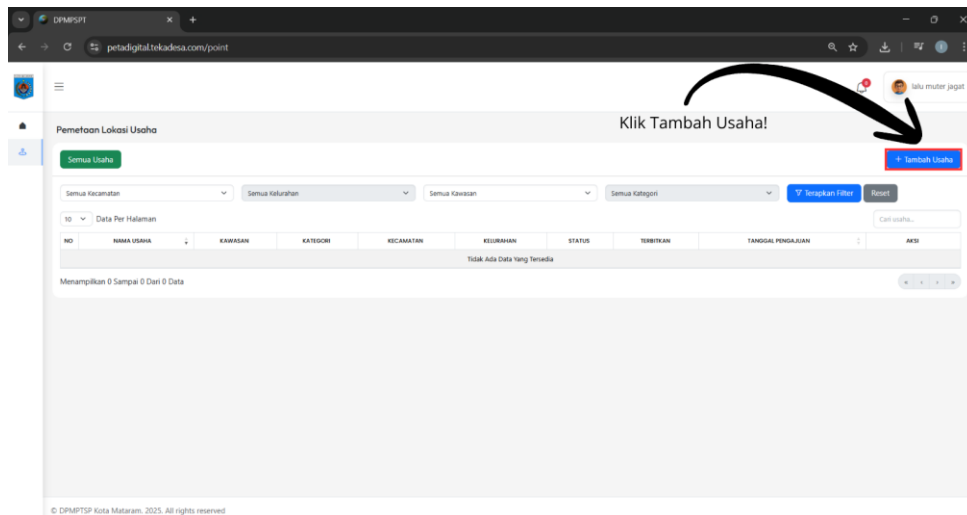 DPMPSPT
petadigital.tekadesa.com/point
lalu muter jagat
Klik Tambah Usaha!
Pemetaan Lokasi Usaha
Semua Usaha
+ Tambah Usaha
Semua Kecamatan Semua Kelurahan Semua Kawasan Semua Kategori Terapkan Filter Reset
10 Data Per Halaman Cari usaha...
NO NAMA USAHA KAWASAN KATEGORI KECAMATAN KELURAHAN STATUS TERBITKAN TANGGAL PENGAJUAN AKSI
Tidak Ada Data Yang Tersedia
Menampilkan 0 Sampai 0 Dari 0 Data
« ‹ › »
© DPMPTSP Kota Mataram, 2025. All rights reserved